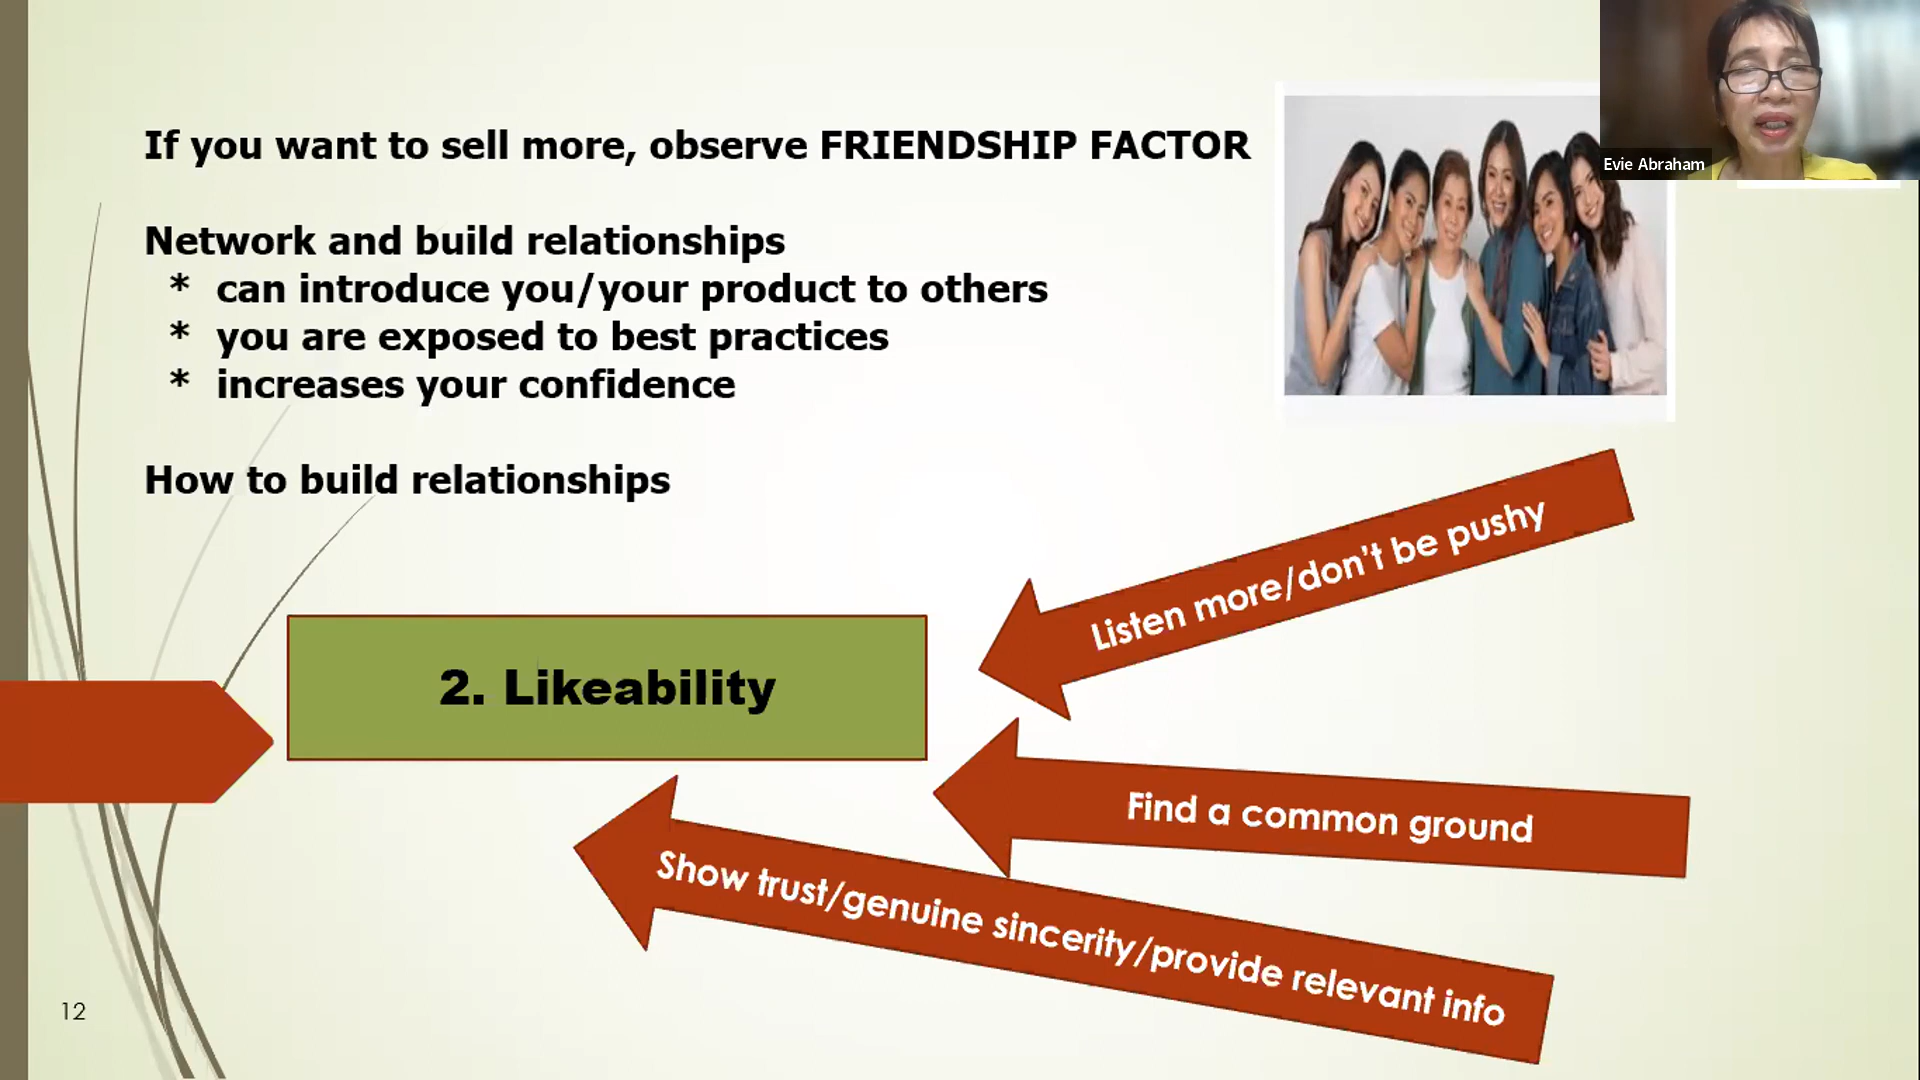 If you want to sell more, observe FRIENDSHIP FACTOR
Evie Abraham
Network and build relationships
* can introduce you/your product to others
* you are exposed to best practices
* increases your confidence
How to build relationships
Listen more/don't be pushy
2. Likeability
Find a common ground
Show trust/genuine sincerity/provide relevant info
12